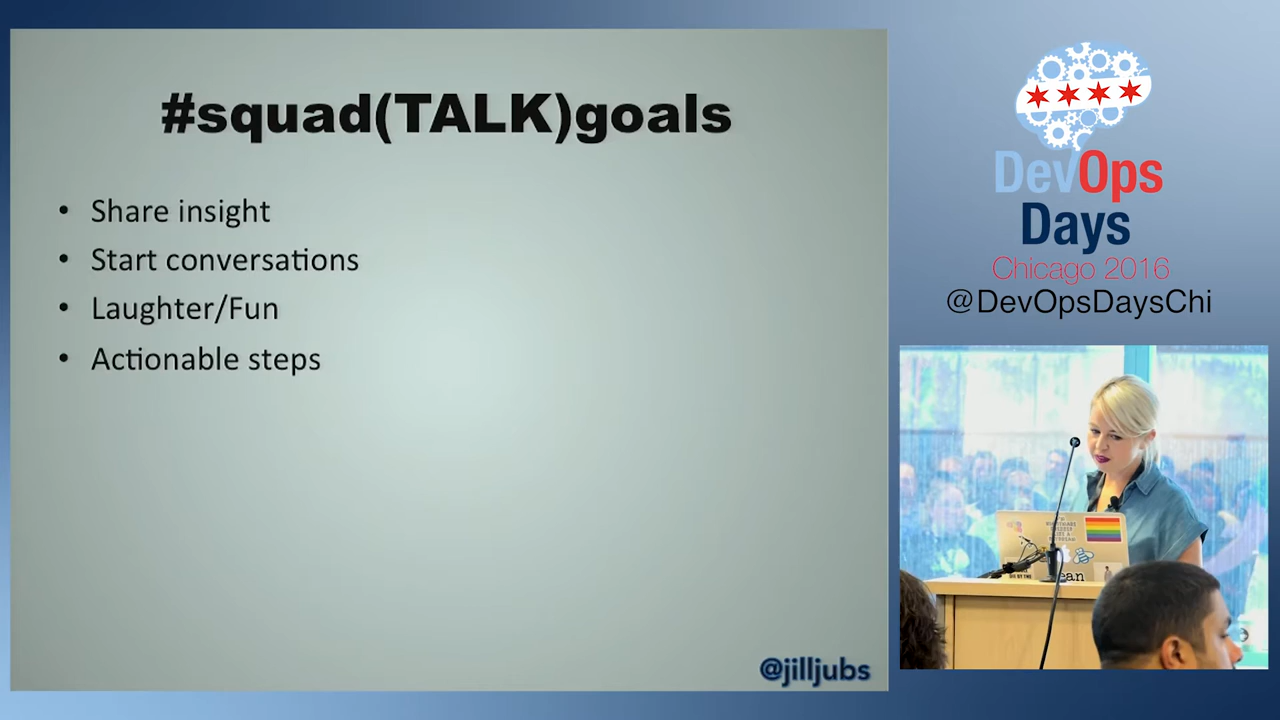 #squad(TALK)goals
• Share insight
• Start conversations
• Laughter/Fun
• Actionable steps
@jilljubs
DevOps
Days
Chicago 2016
@DevOpsDaysChi